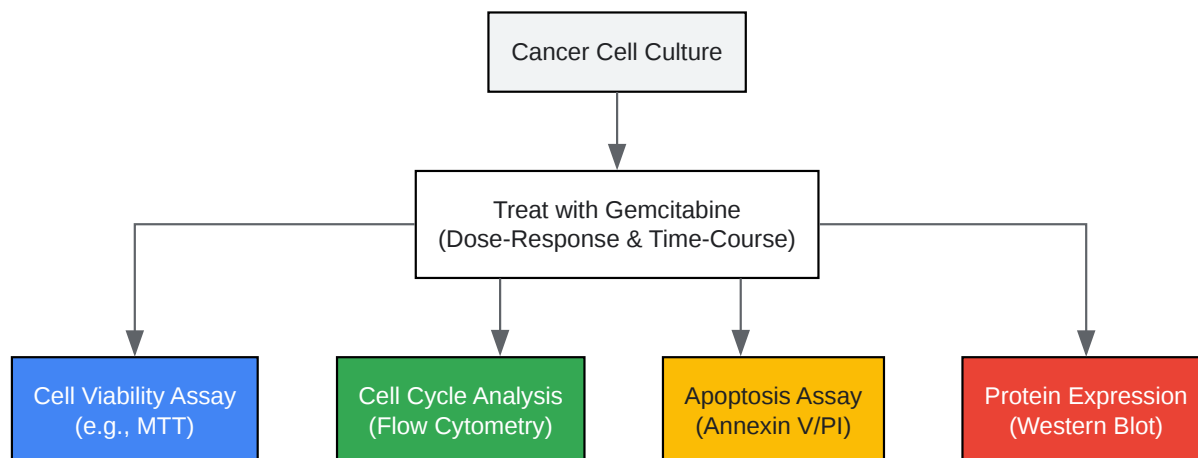 Cancer Cell Culture
Treat with Gemcitabine
(Dose-Response & Time-Course)
Cell Viability Assay
(e.g., MTT)
Cell Cycle Analysis
(Flow Cytometry)
Apoptosis Assay
(Annexin V/PI)
Protein Expression
(Western Blot)